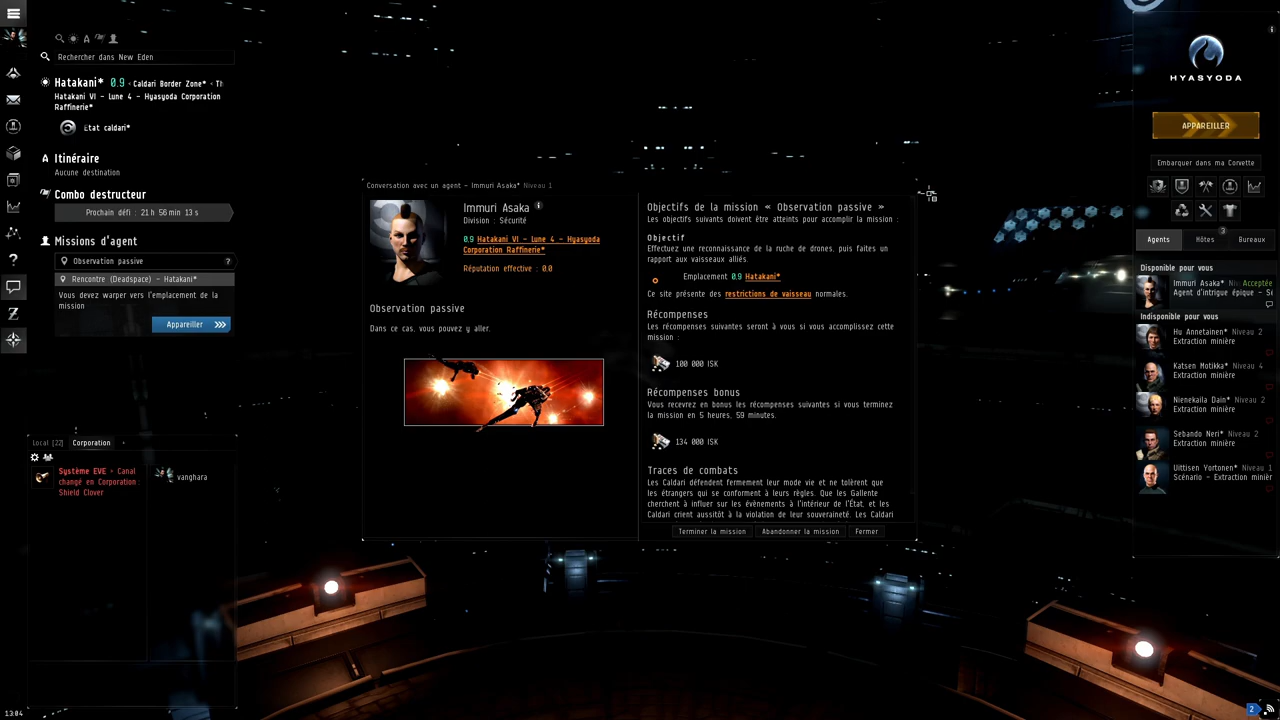 Rechercher dans New Eden
Hatakani* 0.9 < Caldari Border Zone* < Th
Hatakani VI - Lune 4 - Hyasyoda Corporation
Raffinerie*
État caldari*
Itinéraire
Aucune destination
Combo destructeur
Prochain défi : 21 h 56 min 13 s
Missions d'agent
Observation passive ?
Rencontre (Deadspace) - Hatakani*
Vous devez warper vers l'emplacement de la
mission
Appareiller
Local [22] Corporation +
Système EVE > Canal
changé en Corporation :
Shield Clover
vanghara
13:04
Conversation avec un agent - Immuri Asaka* Niveau 1
Immuri Asaka
Division : Sécurité
0.9 Hatakani VI - Lune 4 - Hyasyoda
Corporation Raffinerie*
Réputation effective : 0.0
Observation passive
Dans ce cas, vous pouvez y aller.
Objectifs de la mission « Observation passive »
Les objectifs suivants doivent être atteints pour accomplir la mission :
Objectif
Effectuez une reconnaissance de la ruche de drones, puis faites un
rapport aux vaisseaux alliés.
Emplacement 0.9 Hatakani*
Ce site présente des restrictions de vaisseau normales.
Récompenses
Les récompenses suivantes seront à vous si vous accomplissez cette
mission :
100 000 ISK
Récompenses bonus
Vous recevrez en bonus les récompenses suivantes si vous terminez
la mission en 5 heures, 59 minutes.
134 000 ISK
Traces de combats
Les Caldari défendent fermement leur mode vie et ne tolèrent que
les étrangers qui se conforment à leurs règles. Que les Gallente
cherchent à influer sur les évènements à l'intérieur de l'État, et les
Caldari crient aussitôt à la violation de leur souveraineté. Les Caldari
Terminer la mission Abandonner la mission Fermer
HYASYODA
APPAREILLER
Embarquer dans ma Corvette
3
Agents Hôtes Bureaux
Disponible pour vous
Immuri Asaka* Ni Acceptée
Agent d'intrigue épique - Sé
Indisponible pour vous
Hu Annetainen* Niveau 2
Extraction minière
Katsen Motikka* Niveau 4
Extraction minière
Nienekaila Dain* Niveau 2
Extraction minière
Sebando Neri* Niveau 2
Extraction minière
Uittisen Yortonen* Niveau 1
Scénario - Extraction minièr
2